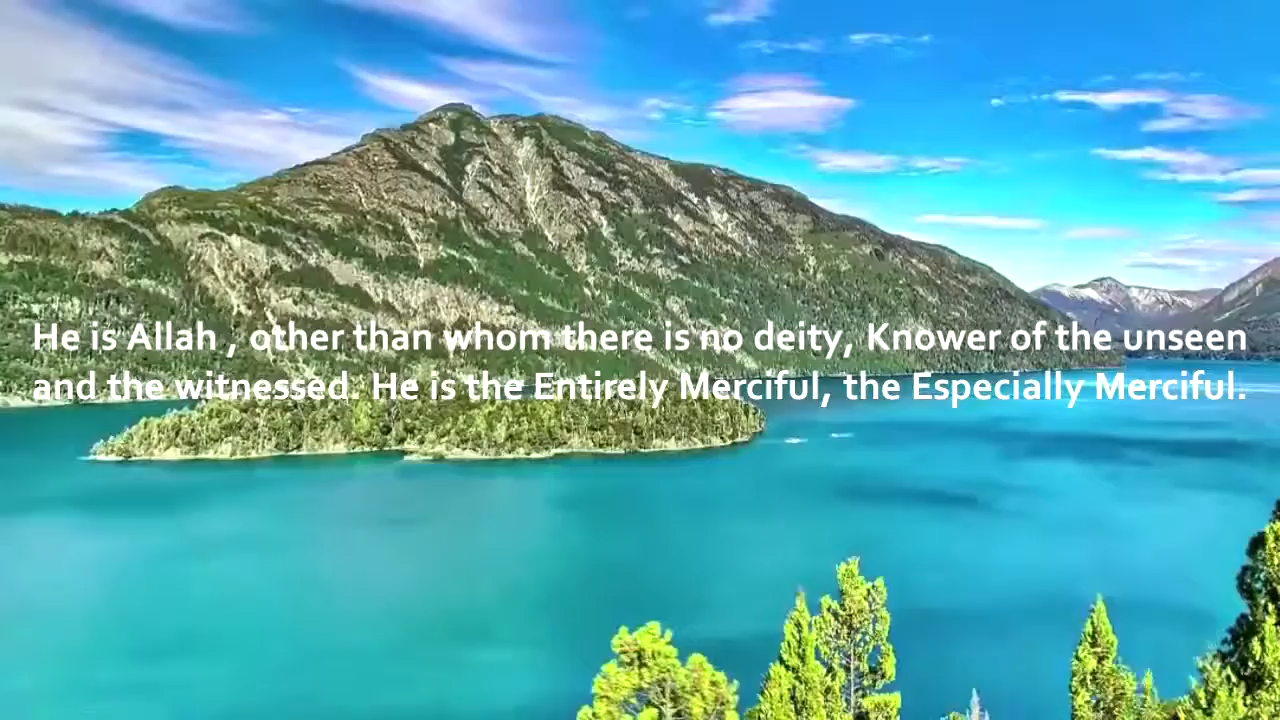 He is Allah , other than whom there is no deity, Knower of the unseen
and the witnessed. He is the Entirely Merciful, the Especially Merciful.